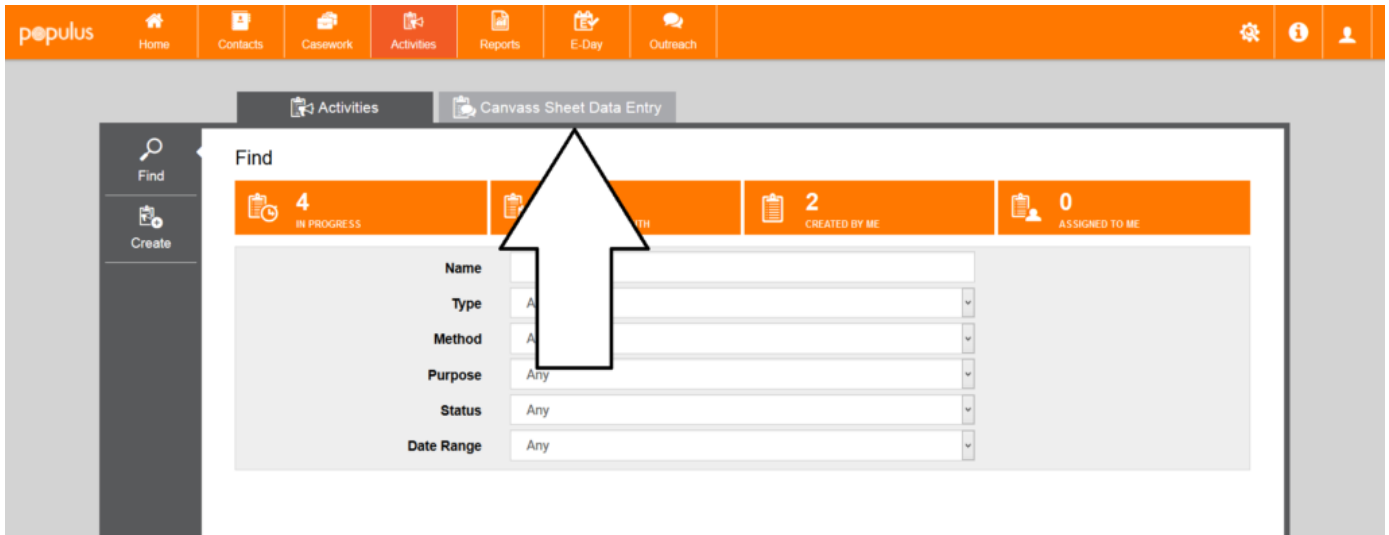 populus
Home
Contacts
Casework
Activities
Reports
E-Day
Outreach
Activities
Canvass Sheet Data Entry
Find
Create
Find
4
IN PROGRESS
2
CREATED BY ME
0
ASSIGNED TO ME
Name
Type
Method
Purpose Any
Status Any
Date Range Any